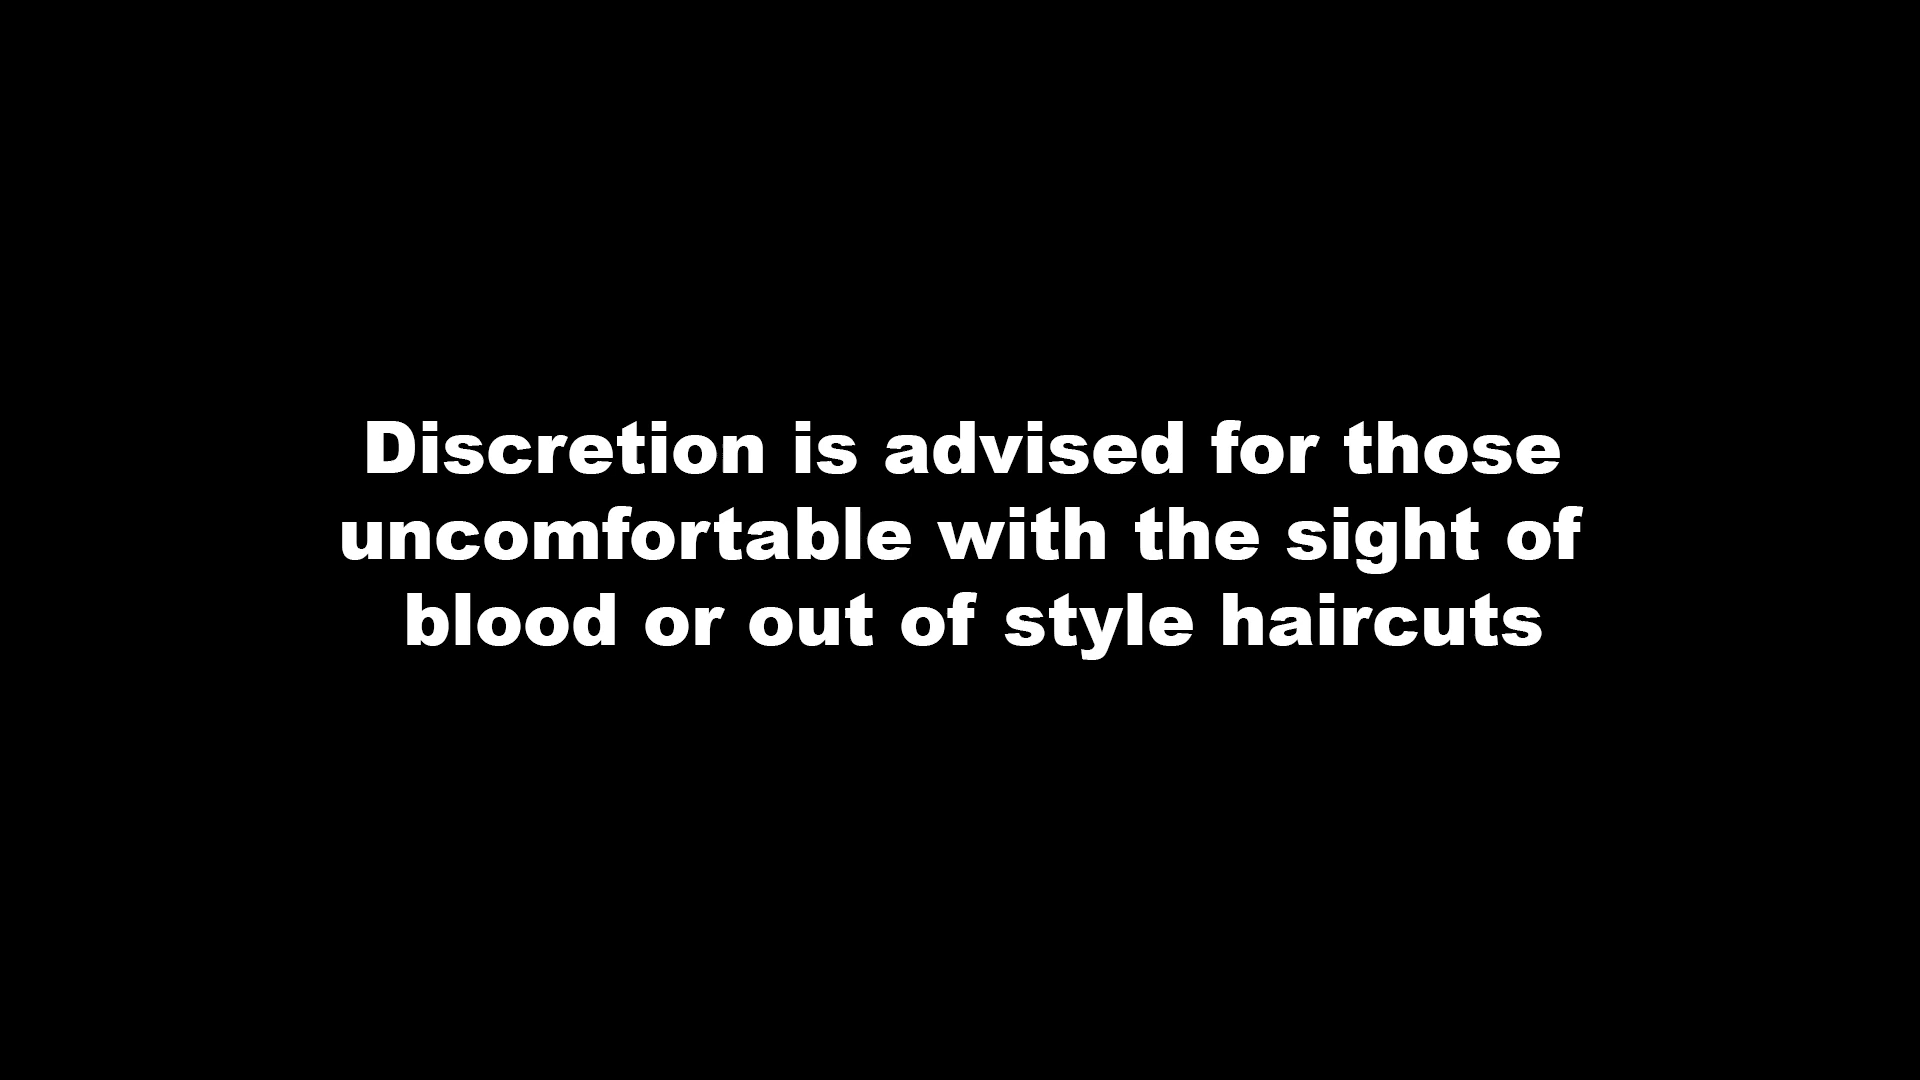 Discretion is advised for those
uncomfortable with the sight of
blood or out of style haircuts